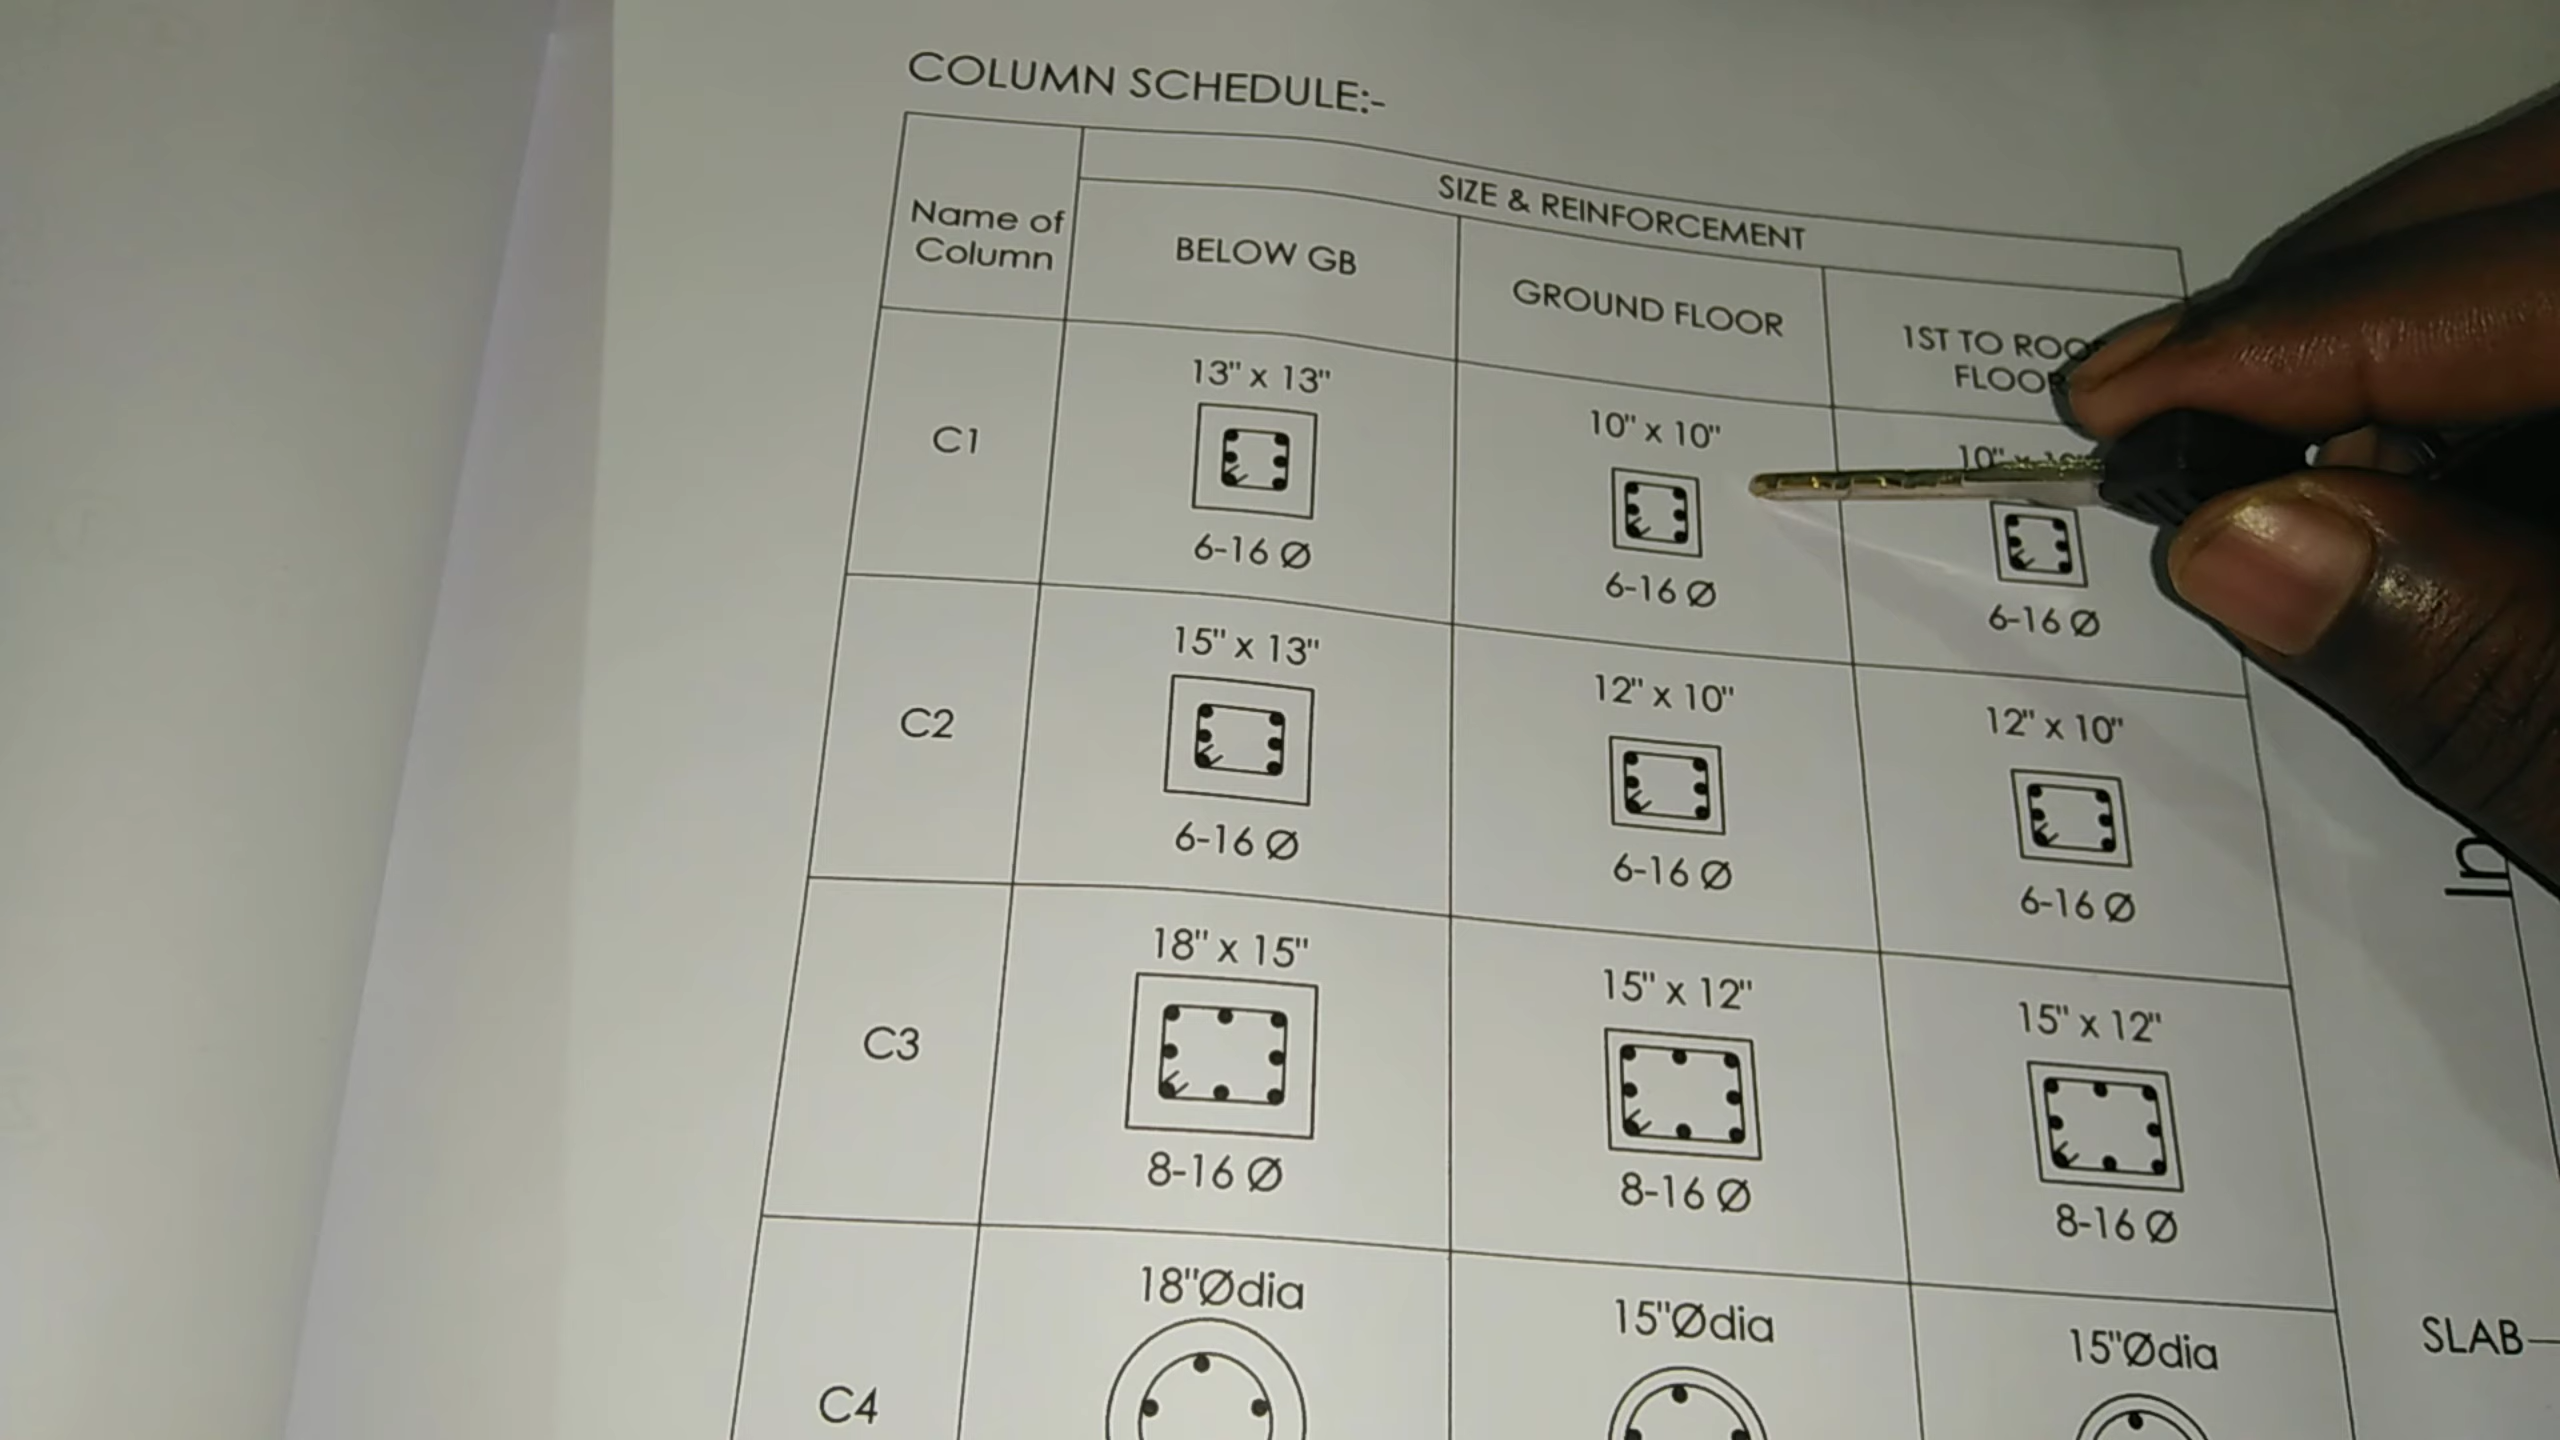 COLUMN SCHEDULE:-
Name of
Column
SIZE & REINFORCEMENT
BELOW GB
GROUND FLOOR
1ST TO ROOF
FLOOR
C1
13" x 13"
6-16 Ø
10" x 10"
6-16 Ø
10"
6-16 Ø
C2
15" x 13"
6-16 Ø
12" x 10"
6-16 Ø
12" x 10"
6-16 Ø
C3
18" x 15"
8-16 Ø
15" x 12"
8-16 Ø
15" x 12"
8-16 Ø
C4
18"Ødia
15"Ødia
15"Ødia
SLAB